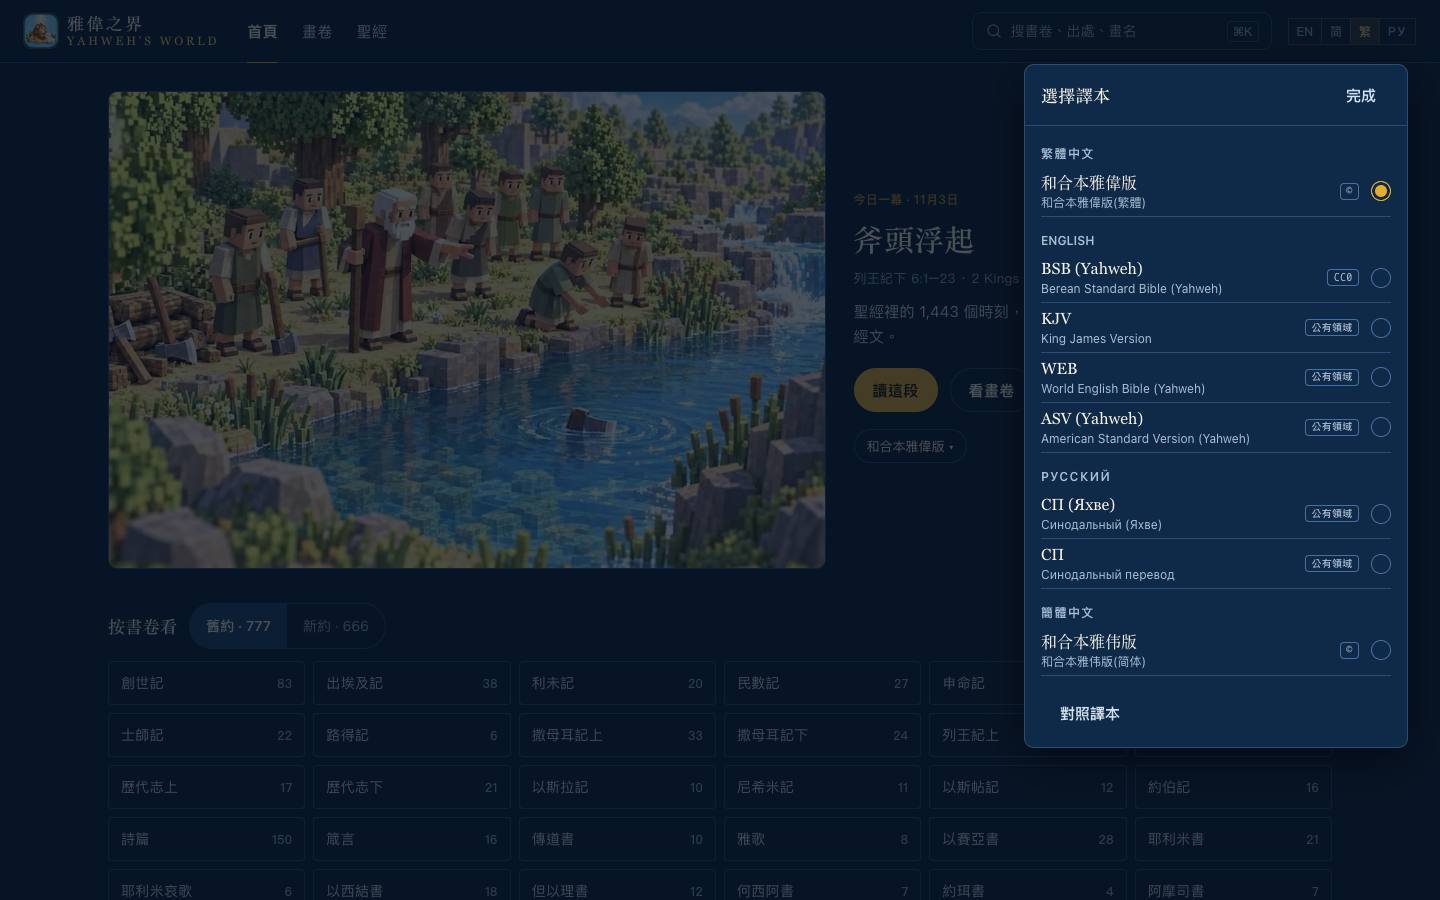 雅偉之界
YAHWEH'S WORLD
首頁
畫卷
聖經
搜書卷、出處、畫名
⌘K
EN
简
繁
РУ
今日一幕 · 11月3日
斧頭浮起
列王紀下 6:1–23 · 2 Kings
聖經裡的 1,443 個時刻，
經文。
讀這段
看畫卷
和合本雅偉版 ▾
選擇譯本
完成
繁體中文
和合本雅偉版
和合本雅偉版(繁體)
©
ENGLISH
BSB (Yahweh)
Berean Standard Bible (Yahweh)
CC0
KJV
King James Version
公有領域
WEB
World English Bible (Yahweh)
公有領域
ASV (Yahweh)
American Standard Version (Yahweh)
公有領域
РУССКИЙ
СП (Яхве)
Синодальный (Яхве)
公有領域
СП
Синодальный перевод
公有領域
簡體中文
和合本雅伟版
和合本雅伟版(简体)
©
對照譯本
按書卷看
舊約 · 777
新約 · 666
創世記 83
出埃及記 38
利未記 20
民數記 27
申命記
士師記 22
路得記 6
撒母耳記上 33
撒母耳記下 24
列王紀上
歷代志上 17
歷代志下 21
以斯拉記 10
尼希米記 11
以斯帖記 12
約伯記 16
詩篇 150
箴言 16
傳道書 10
雅歌 8
以賽亞書 28
耶利米書 21
耶利米哀歌 6
以西結書 18
但以理書 12
何西阿書 7
約珥書 4
阿摩司書 7